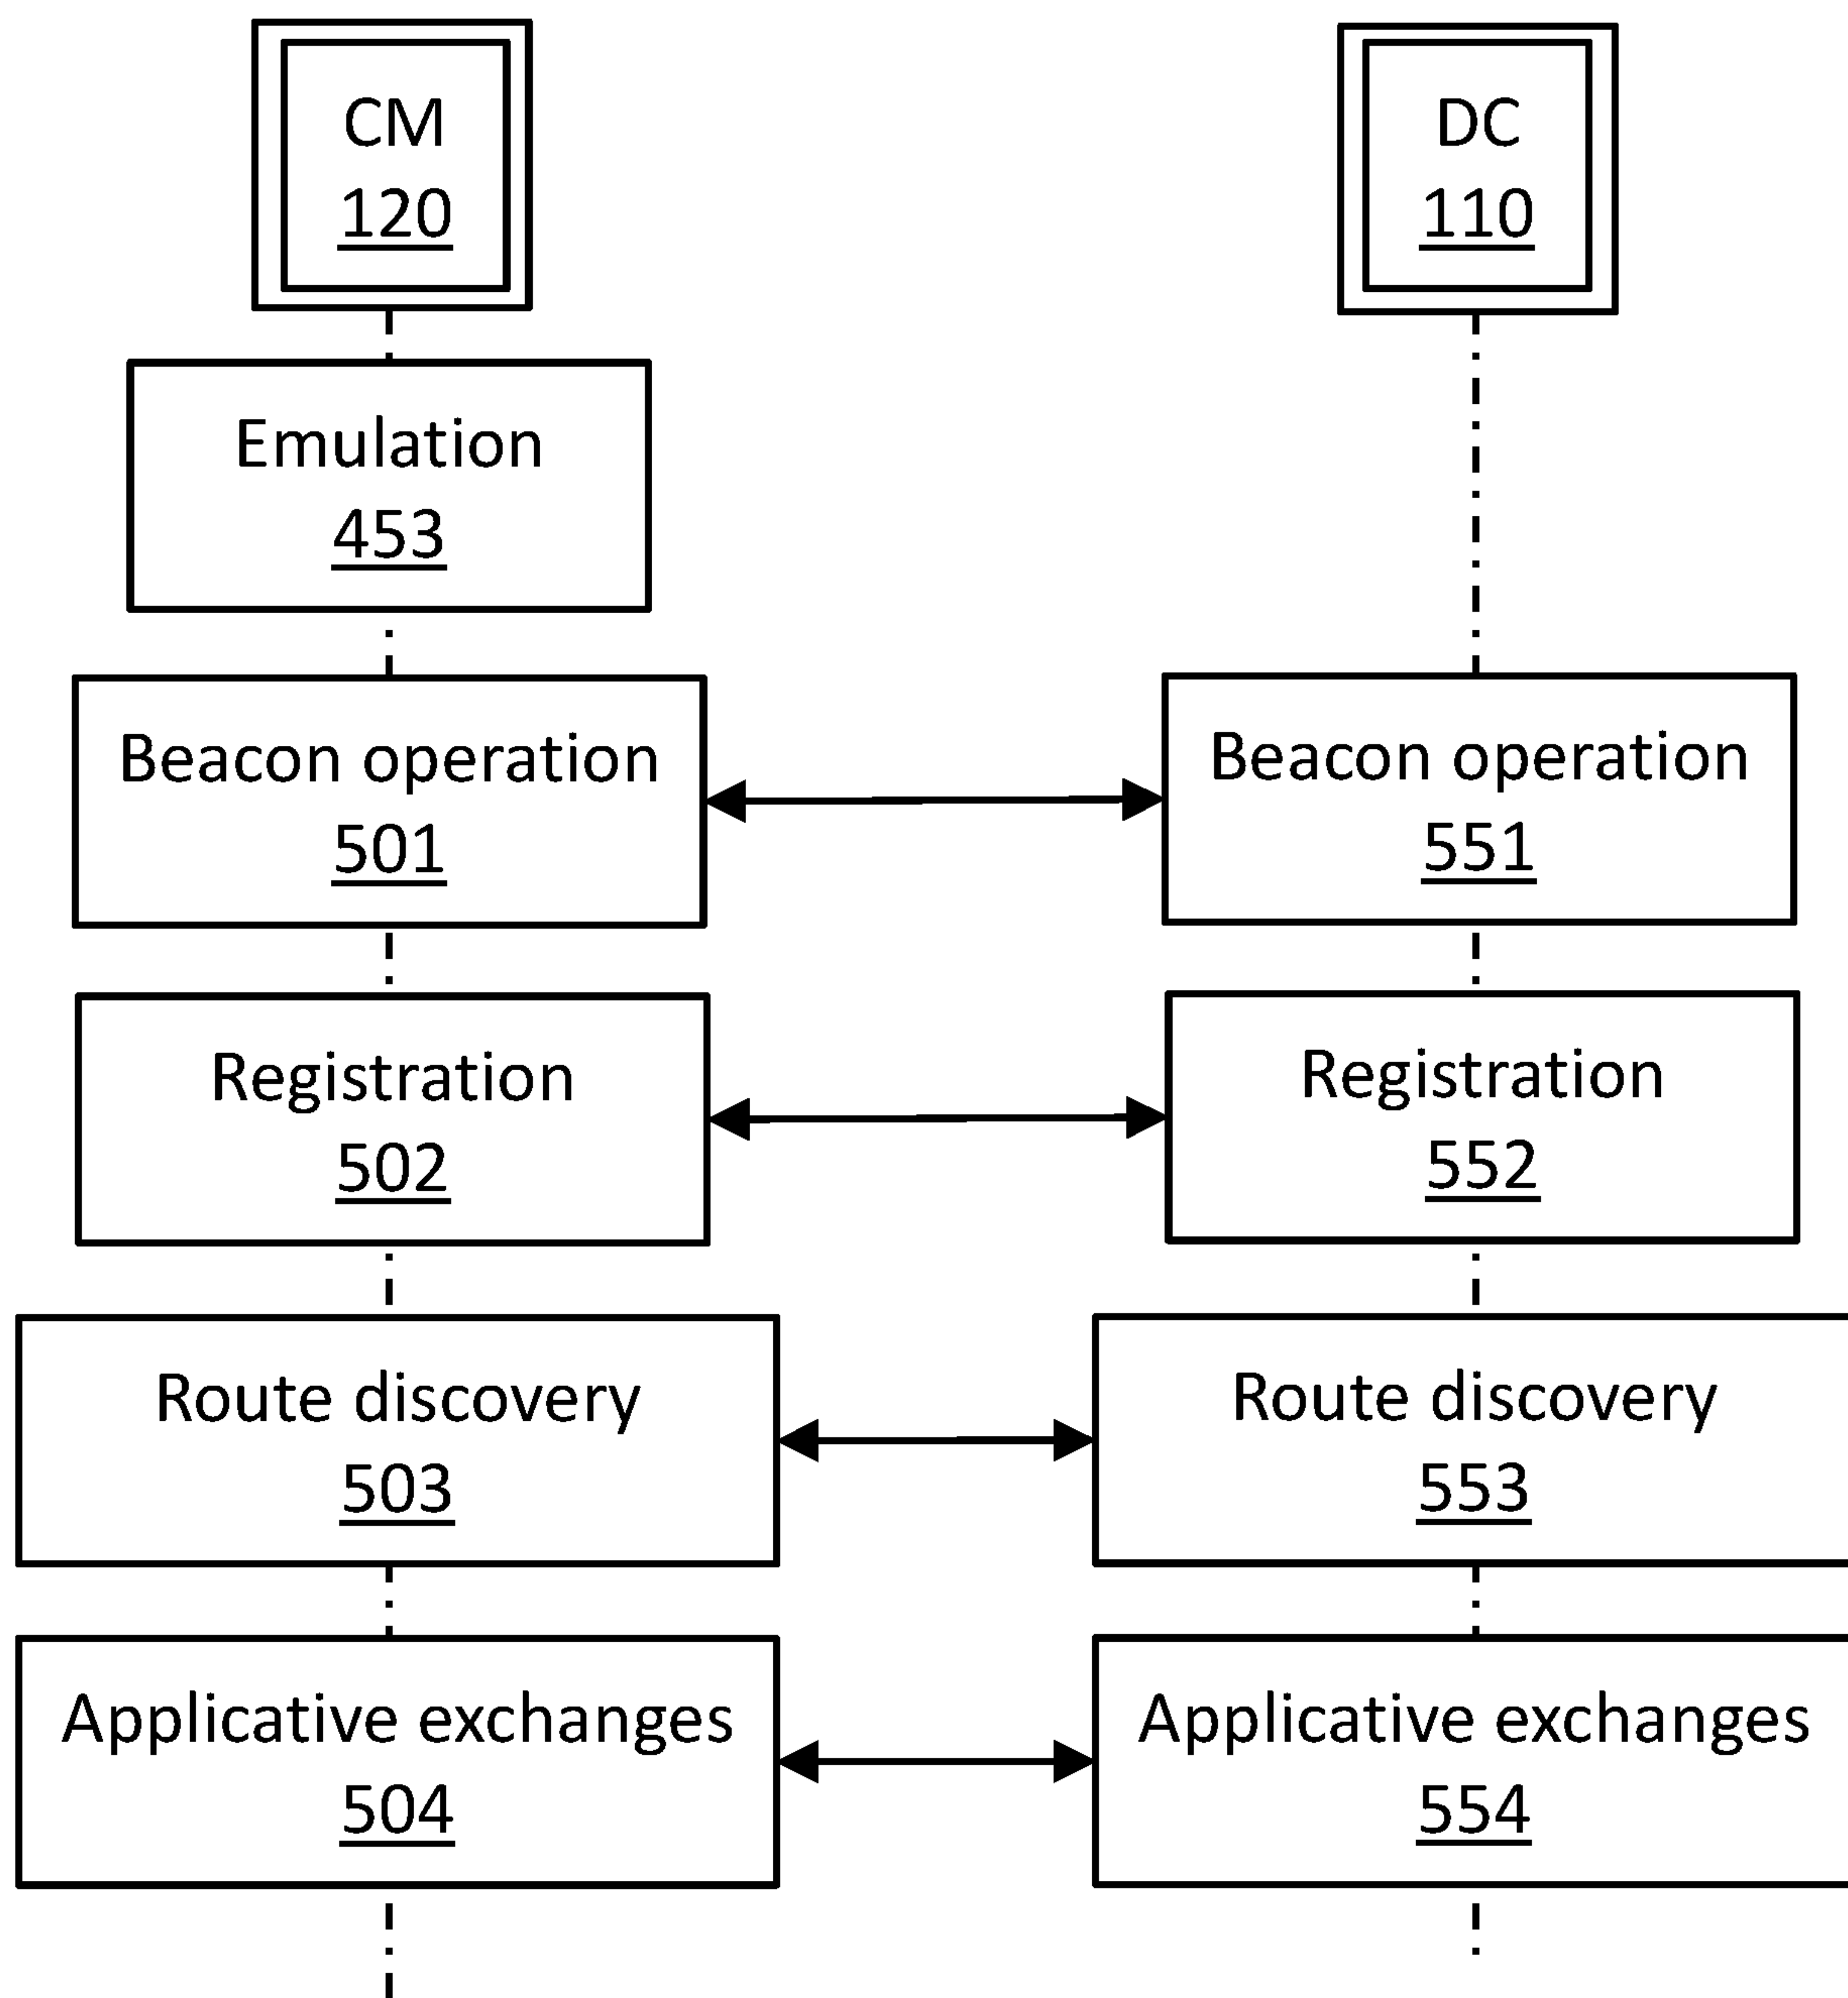 CM
120
DC
110
Emulation
453
Beacon operation
501
Beacon operation
551
Registration
502
Registration
552
Route discovery
503
Route discovery
553
Applicative exchanges
504
Applicative exchanges
554